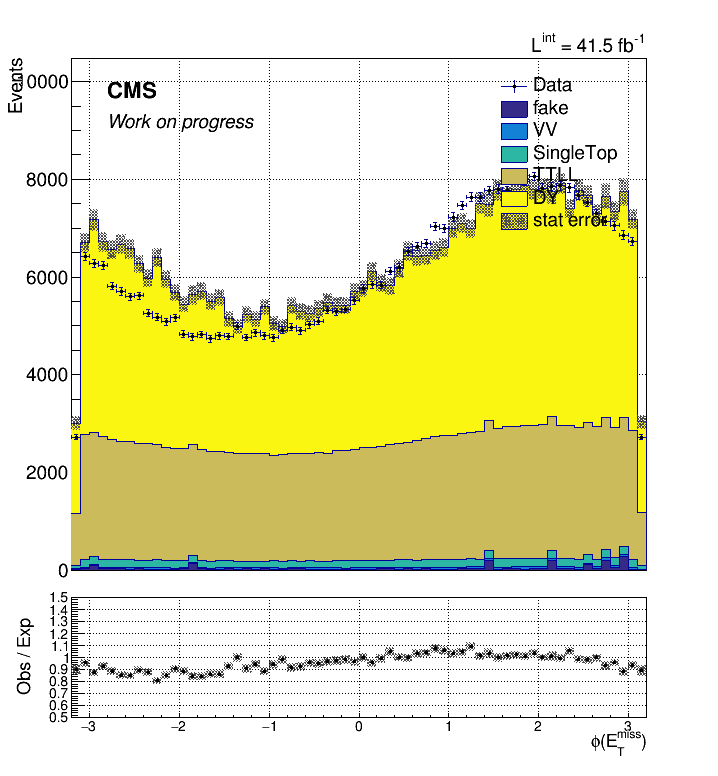 L^int = 41.5 fb^-1
Events
0000
8000
6000
4000
2000
0
CMS
Work on progress
Data
fake
VV
SingleTop
TTLL
DY
stat error
Obs / Exp
1.5
1.4
1.3
1.2
1.1
1
0.9
0.8
0.7
0.6
0.5
−3 −2 −1 0 1 2 3
ϕ(E_T^miss)